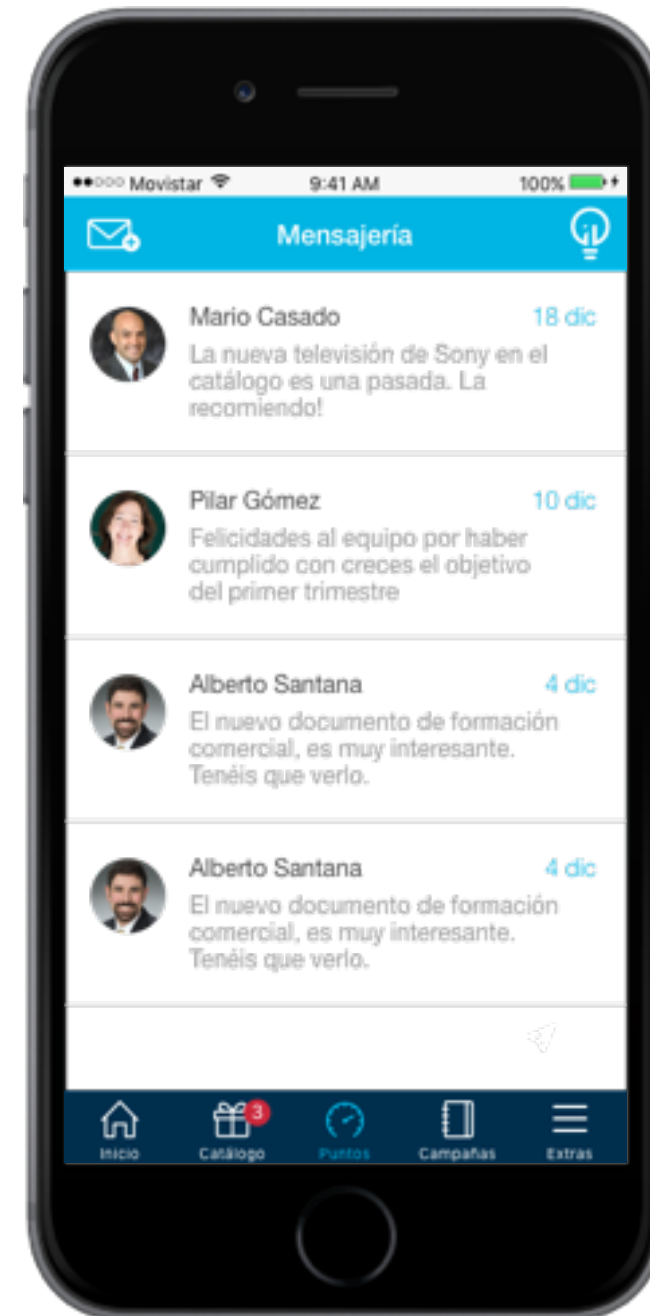 Movistar 9:41 AM 100%
Mensajería
Mario Casado 18 dic
La nueva televisión de Sony en el
catálogo es una pasada. La
recomiendo!
Pilar Gómez 10 dic
Felicidades al equipo por haber
cumplido con creces el objetivo
del primer trimestre
Alberto Santana 4 dic
El nuevo documento de formación
comercial, es muy interesante.
Tenéis que verlo.
Alberto Santana 4 dic
El nuevo documento de formación
comercial, es muy interesante.
Tenéis que verlo.
3
Inicio Catálogo Puntos Campañas Extras